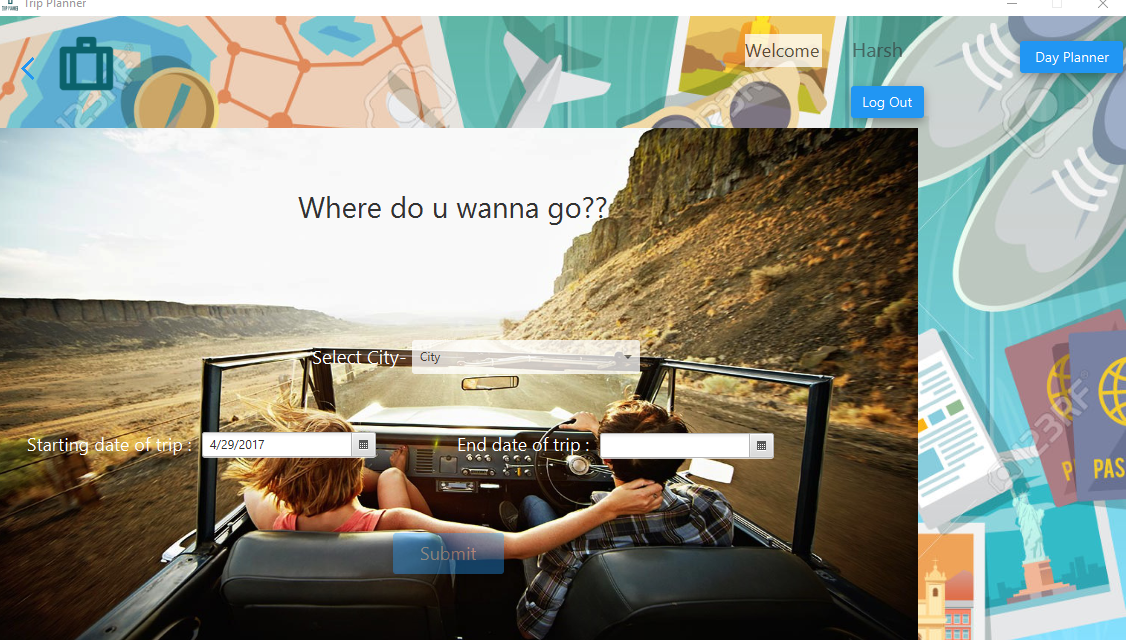 Trip Planner
Welcome Harsh
Day Planner
Log Out
Where do u wanna go??
Select City- City
Starting date of trip : 4/29/2017
End date of trip :
Submit
123RF
PAS